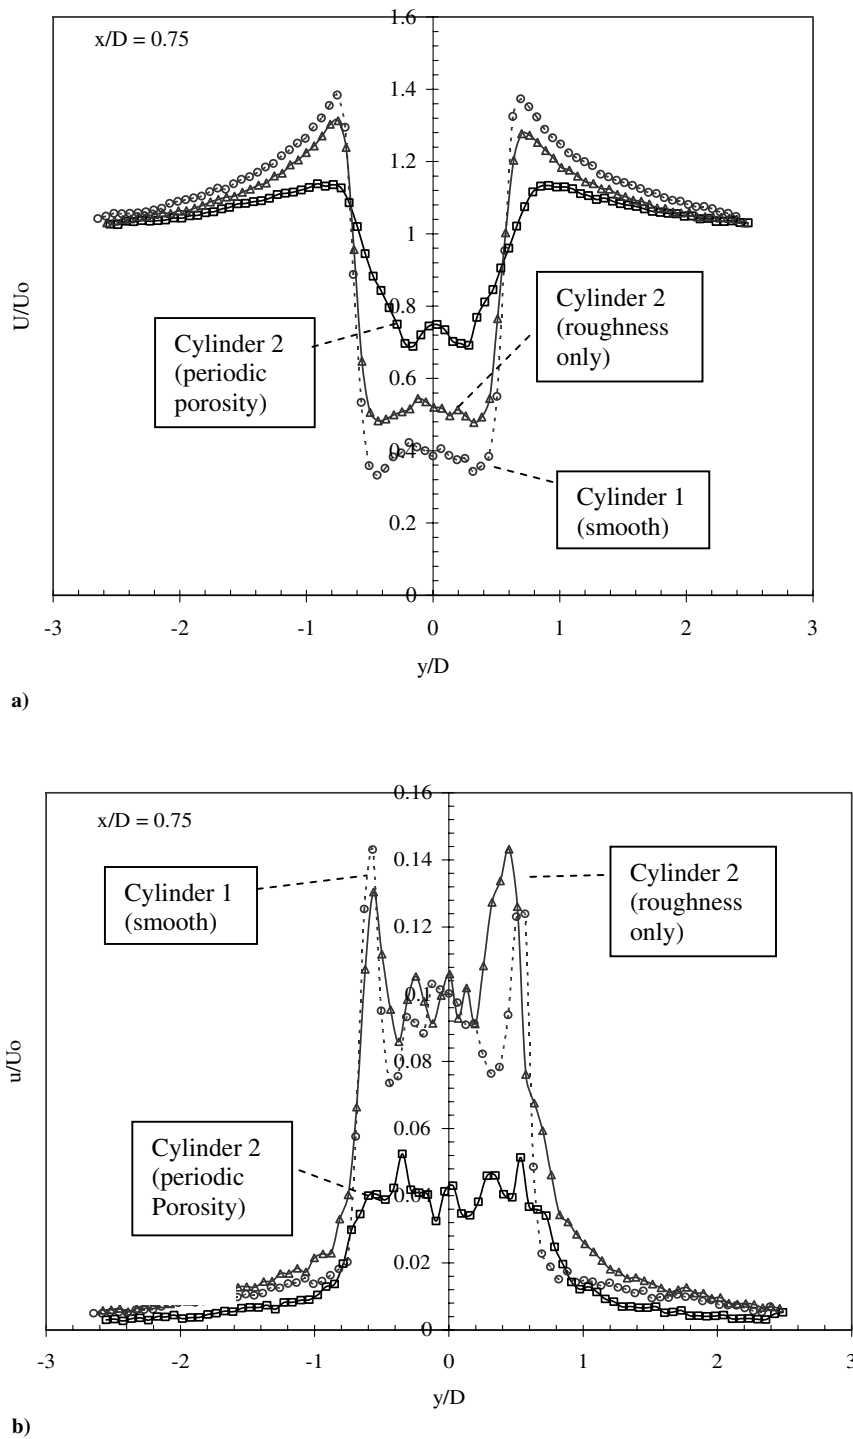 1.6
x/D = 0.75
1.4
1.2
1
0.8
0.6
0.4
0.2
0
U/Uo
Cylinder 2
(periodic
porosity)
Cylinder 2
(roughness
only)
Cylinder 1
(smooth)
-3 -2 -1 0 1 2 3
y/D
a)
0.16
x/D = 0.75
0.14
0.12
0.1
0.08
0.06
0.04
0.02
0
u/Uo
Cylinder 1
(smooth)
Cylinder 2
(roughness
only)
Cylinder 2
(periodic
Porosity)
-3 -2 -1 0 1 2 3
y/D
b)